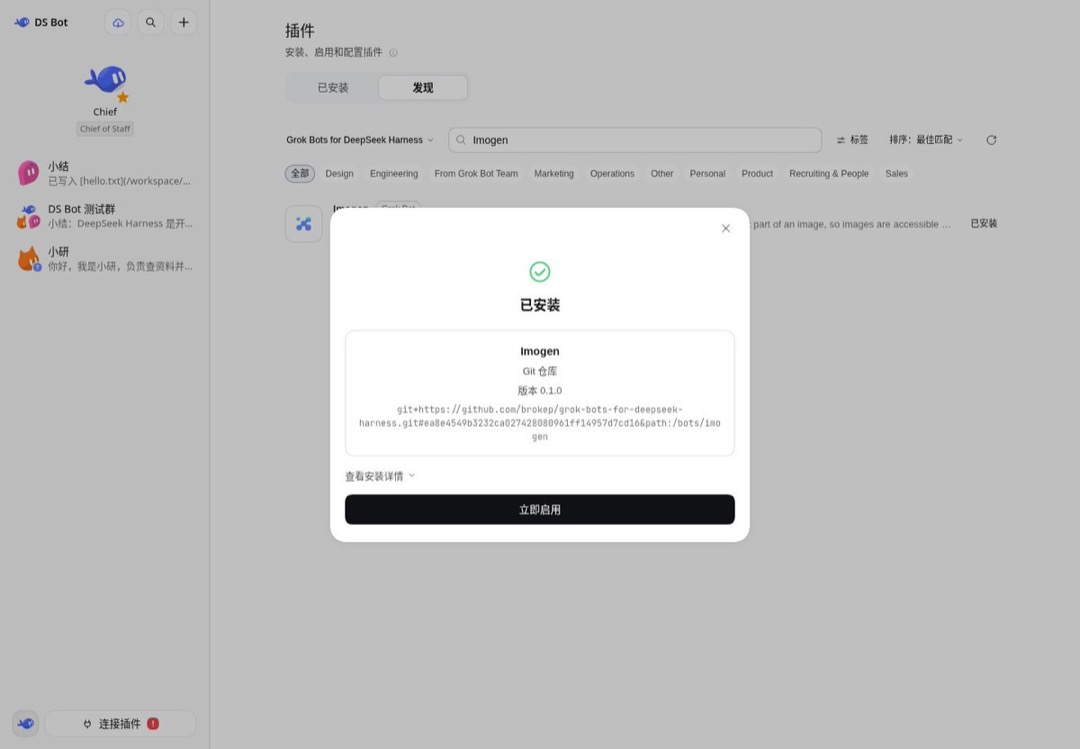 DS Bot
Chief
Chief of Staff
小结
已写入 [hello.txt](/workspace/...
DS Bot 测试群
小结：DeepSeek Harness 是开...
小研
你好，我是小研，负责查资料并...
连接插件 !
插件
安装、启用和配置插件
已安装
发现
Grok Bots for DeepSeek Harness
Imogen
标签
排序：最佳匹配
全部 Design Engineering From Grok Bot Team Marketing Operations Other Personal Product Recruiting & People Sales
Imogen Grok Bot
part of an image, so images are accessible ...
已安装
已安装
Imogen
Git 仓库
版本 0.1.0
git+https://github.com/brokep/grok-bots-for-deepseek-
harness.git#ea8e4549b3232ca027428080961ff14957d7cd16&path:/bots/imo
gen
查看安装详情
立即启用